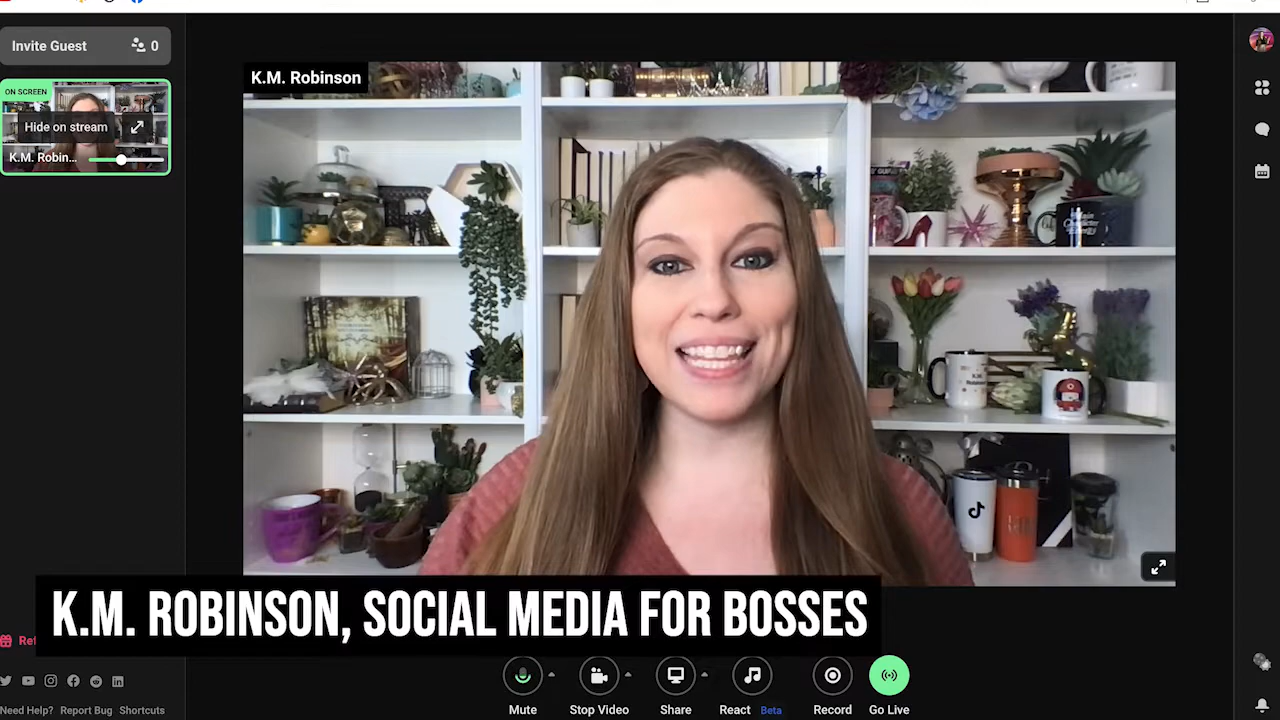 Invite Guest
0
ON SCREEN
Hide on stream
K.M. Robin...
K.M. Robinson
K.M. ROBINSON, SOCIAL MEDIA FOR BOSSES
Need Help?
Report Bug
Shortcuts
Mute
Stop Video
Share
React
Beta
Record
Go Live